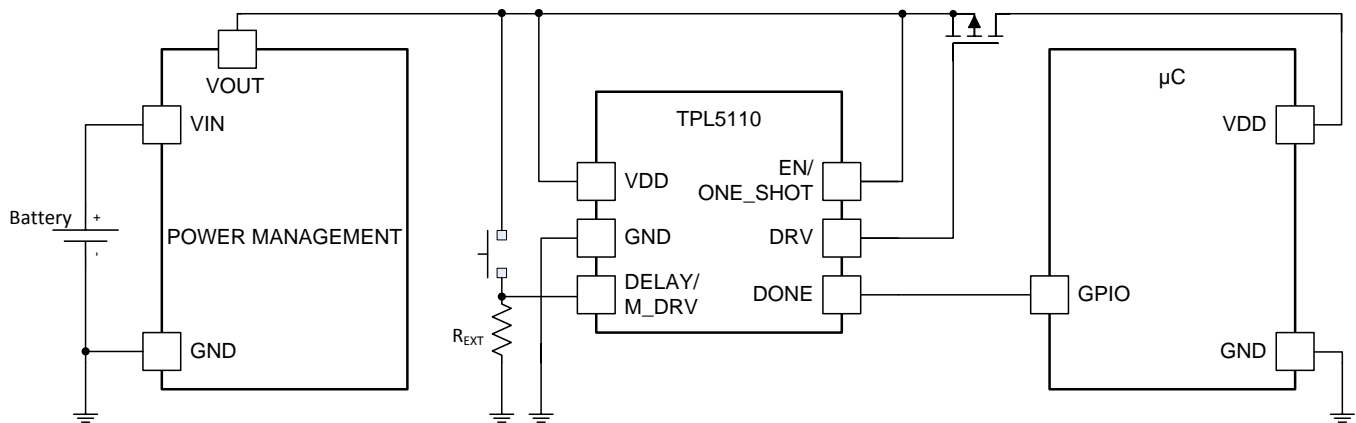 VOUT
VIN
Battery
+
-
POWER MANAGEMENT
GND
R_EXT
TPL5110
VDD
GND
DELAY/
M_DRV
EN/
ONE_SHOT
DRV
DONE
µC
VDD
GPIO
GND